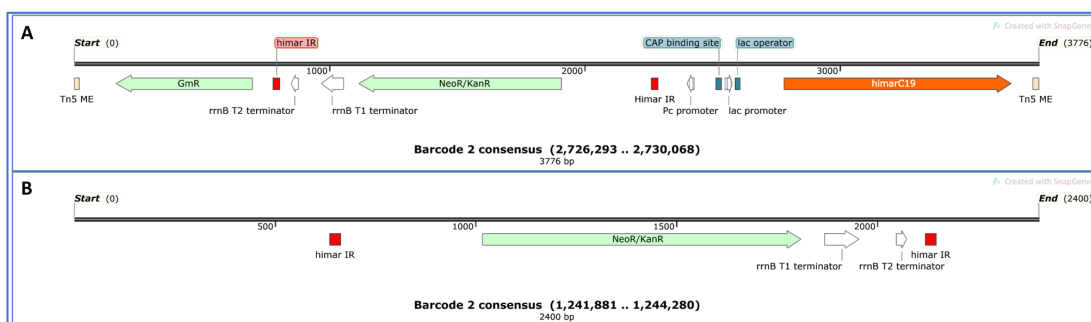 A
Created with SnapGene
Start (0)
himar IR
CAP binding site
lac operator
End (3776)
1000
2000
3000
Tn5 ME
GmR
rrnB T2 terminator
rrnB T1 terminator
NeoR/KanR
Himar IR
Pc promoter
lac promoter
himarC19
Tn5 ME
Barcode 2 consensus (2,726,293 .. 2,730,068)
3776 bp
B
Created with SnapGene
Start (0)
End (2400)
500
1000
1500
2000
himar IR
NeoR/KanR
rrnB T1 terminator
rrnB T2 terminator
himar IR
Barcode 2 consensus (1,241,881 .. 1,244,280)
2400 bp